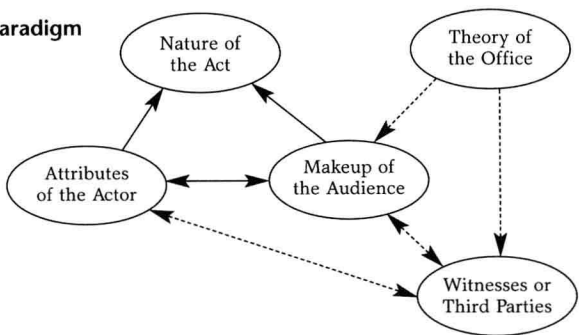 aradigm
Nature of
the Act
Theory of
the Office
Attributes
of the Actor
Makeup of
the Audience
Witnesses or
Third Parties